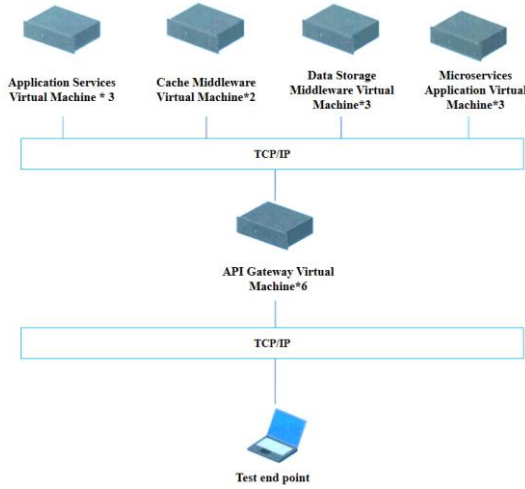 Application Services
Virtual Machine * 3
Cache Middleware
Virtual Machine*2
Data Storage
Middleware Virtual
Machine*3
Microservices
Application Virtual
Machine*3
TCP/IP
API Gateway Virtual
Machine*6
TCP/IP
Test end point